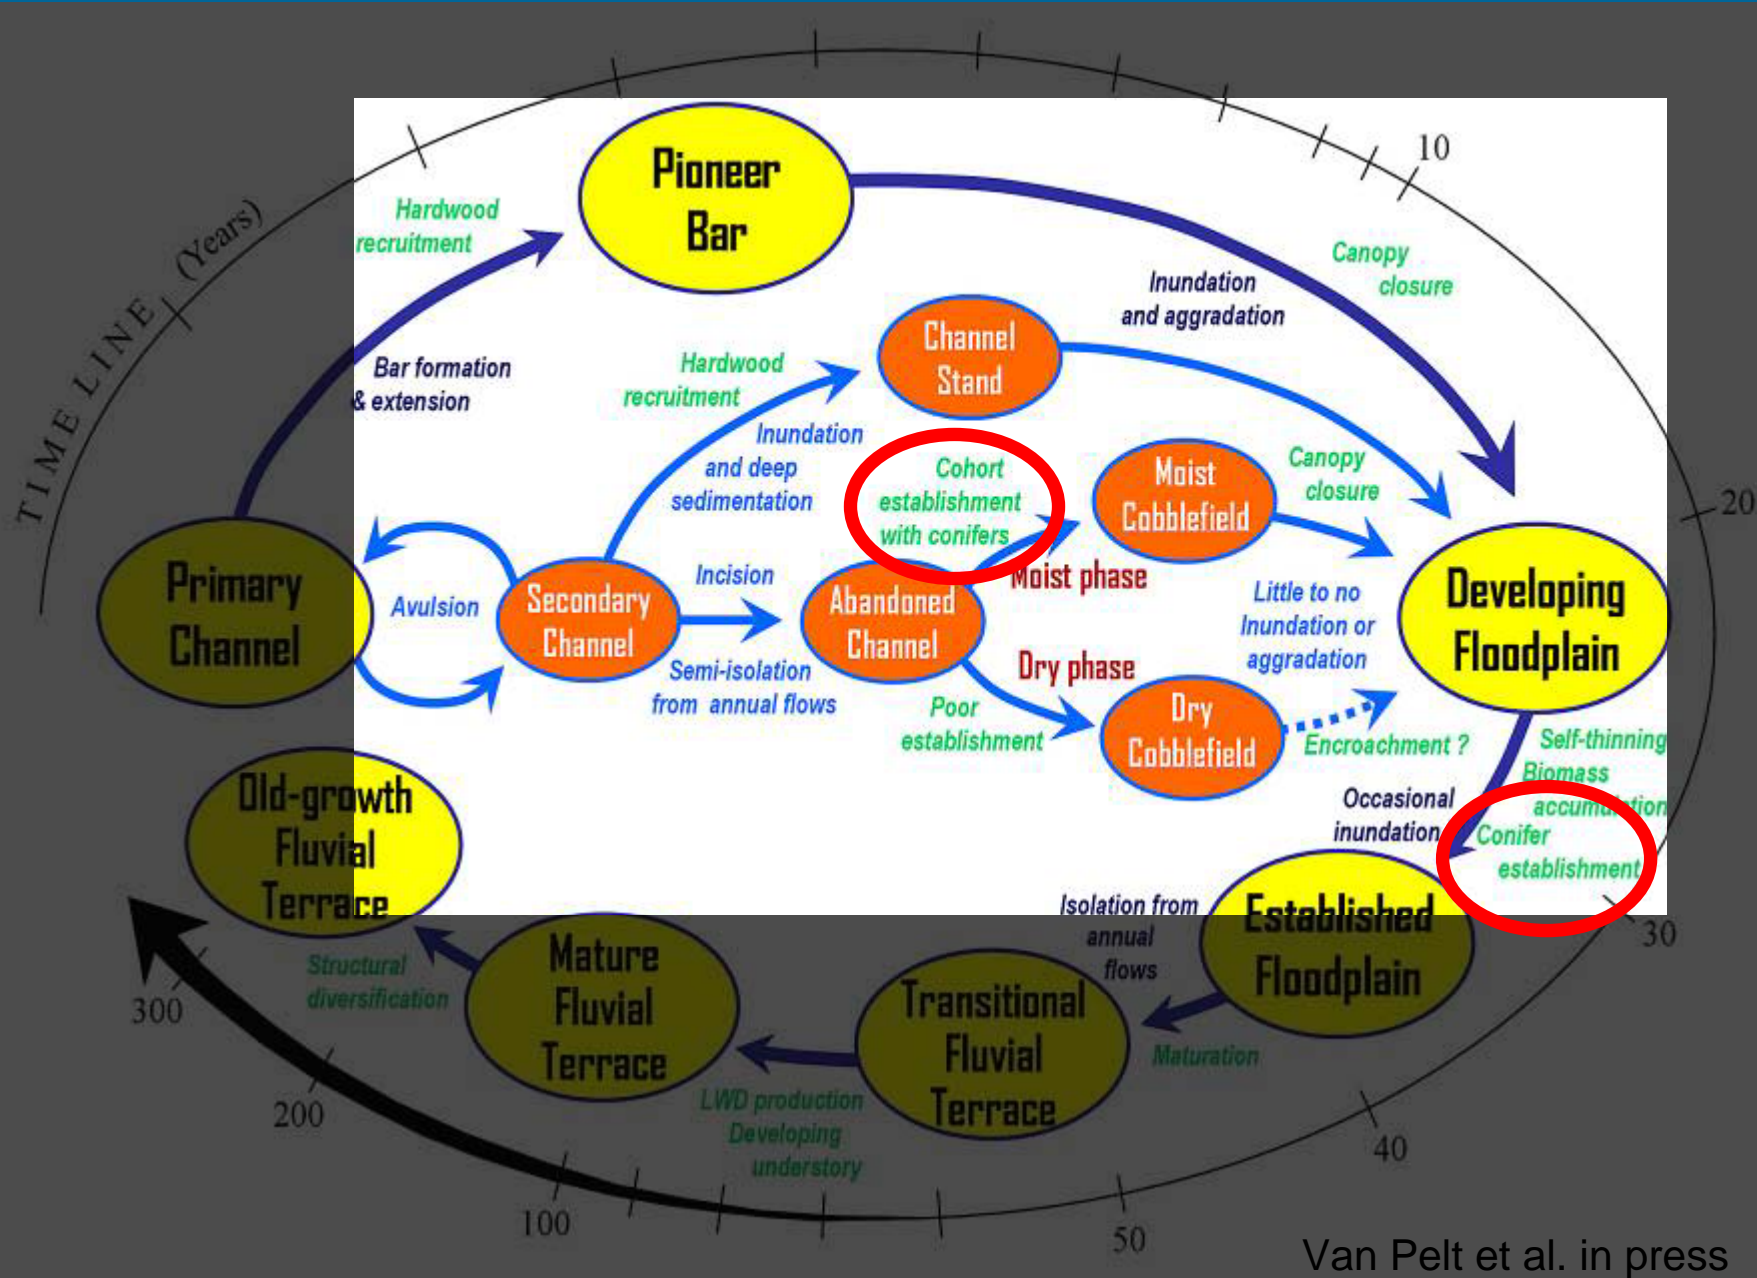 TIME LINE (Years)
10
20
30
40
50
100
200
300
Pioneer
Bar
Hardwood
recruitment
Bar formation
& extension
Canopy
closure
Inundation
and aggradation
Channel
Stand
Hardwood
recruitment
Inundation
and deep
sedimentation
Cohort
establishment
with conifers
Moist
Cobblefield
Canopy
closure
Primary
Channel
Avulsion
Secondary
Channel
Incision
Semi-isolation
from annual flows
Abandoned
Channel
Moist phase
Dry phase
Poor
establishment
Little to no
Inundation or
aggradation
Dry
Cobblefield
Encroachment ?
Developing
Floodplain
Self-thinning
Biomass
accumulation
Conifer
establishment
Occasional
inundation
Established
Floodplain
Isolation from
annual
flows
Maturation
Transitional
Fluvial
Terrace
LWD production
Developing
understory
Mature
Fluvial
Terrace
Structural
diversification
Old-growth
Fluvial
Terrace
Van Pelt et al. in press